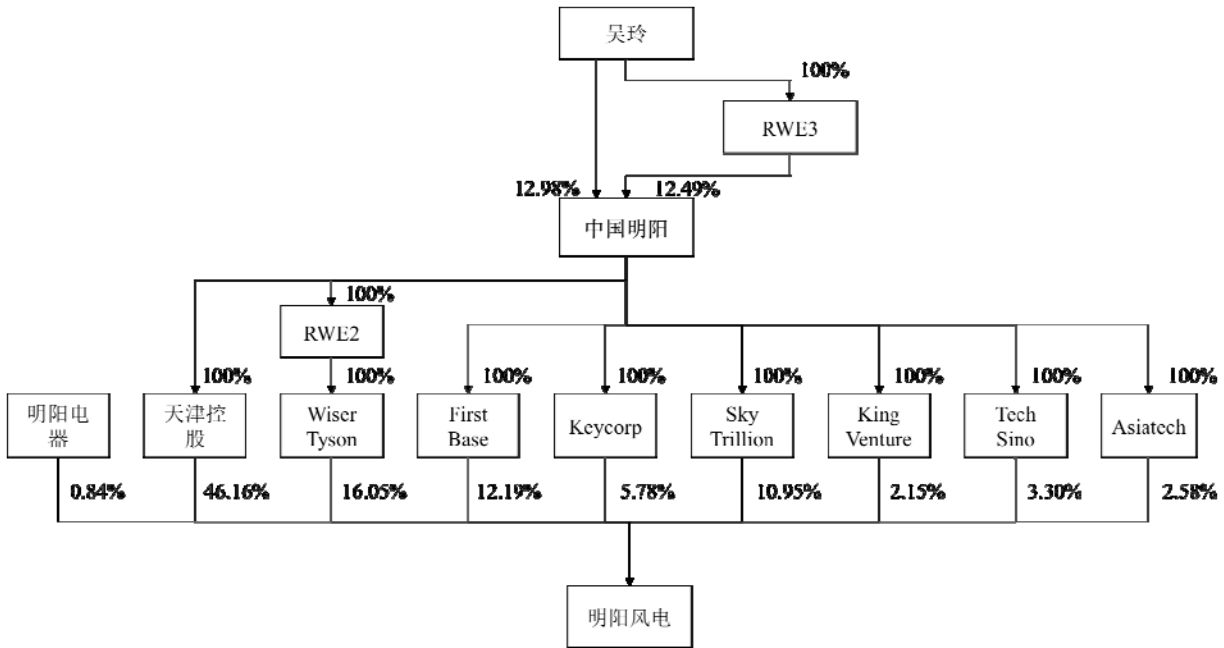 吴玲
100%
RWE3
12.98%
12.49%
中国明阳
100%
RWE2
100%
100%
100%
100%
100%
100%
100%
100%
明阳电
器
天津控
股
Wiser
Tyson
First
Base
Keycorp
Sky
Trillion
King
Venture
Tech
Sino
Asiatech
0.84%
46.16%
16.05%
12.19%
5.78%
10.95%
2.15%
3.30%
2.58%
明阳风电